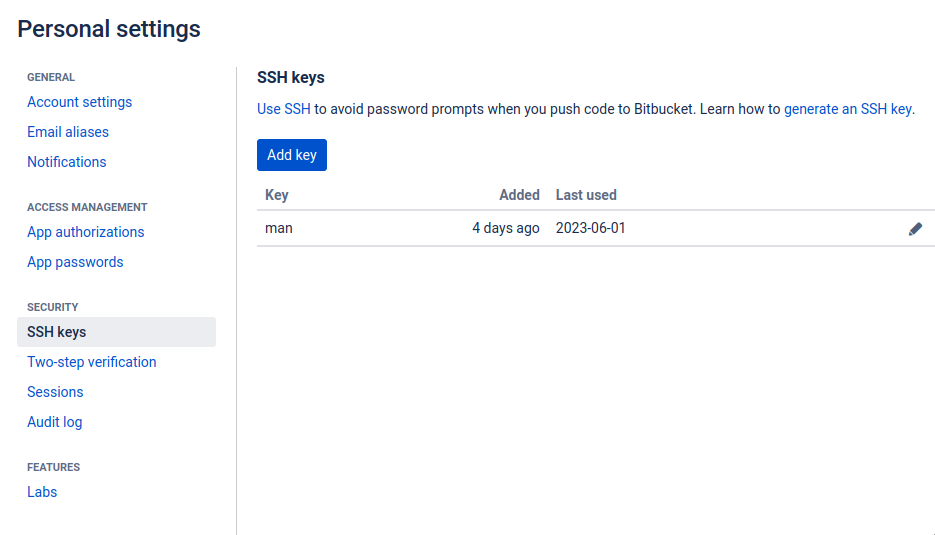 Personal settings
GENERAL
Account settings
Email aliases
Notifications
ACCESS MANAGEMENT
App authorizations
App passwords
SECURITY
SSH keys
Two-step verification
Sessions
Audit log
FEATURES
Labs
SSH keys
Use SSH to avoid password prompts when you push code to Bitbucket. Learn how to generate an SSH key.
Add key
Key Added Last used
man 4 days ago 2023-06-01